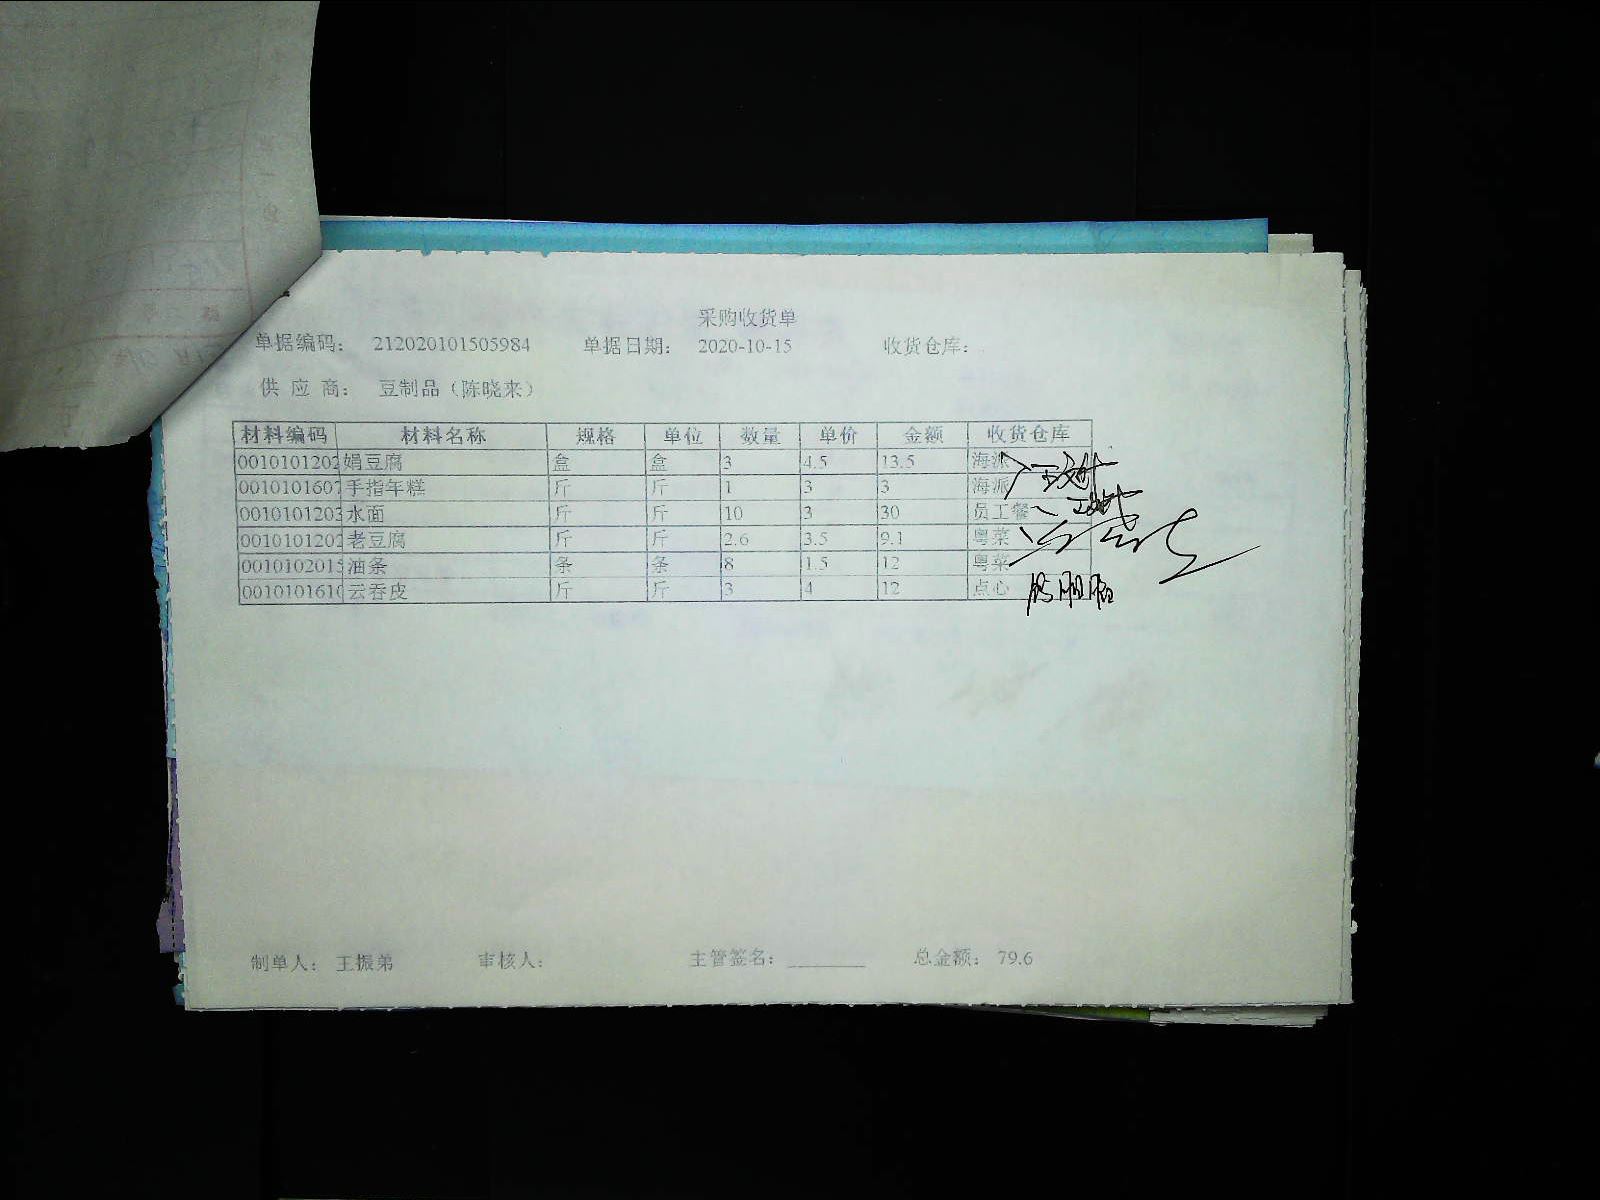 采购收货单
单据编码： 212020101505984 单据日期： 2020-10-15 收货仓库：
供 应 商： 豆制品（陈晓来）
材料编码 材料名称 规格 单位 数量 单价 金额 收货仓库
0010101202 娟豆腐 盒 盒 3 4.5 13.5 海派
0010101607 手指年糕 斤 斤 1 3 3 海派
0010101203 水面 斤 斤 10 3 30 员工餐
0010101202 老豆腐 斤 斤 2.6 3.5 9.1 粤菜
0010102015 油条 条 条 8 1.5 12 粤菜
0010101610 云吞皮 斤 斤 3 4 12 点心
制单人： 王振弟 审核人： 主管签名： ________ 总金额： 79.6